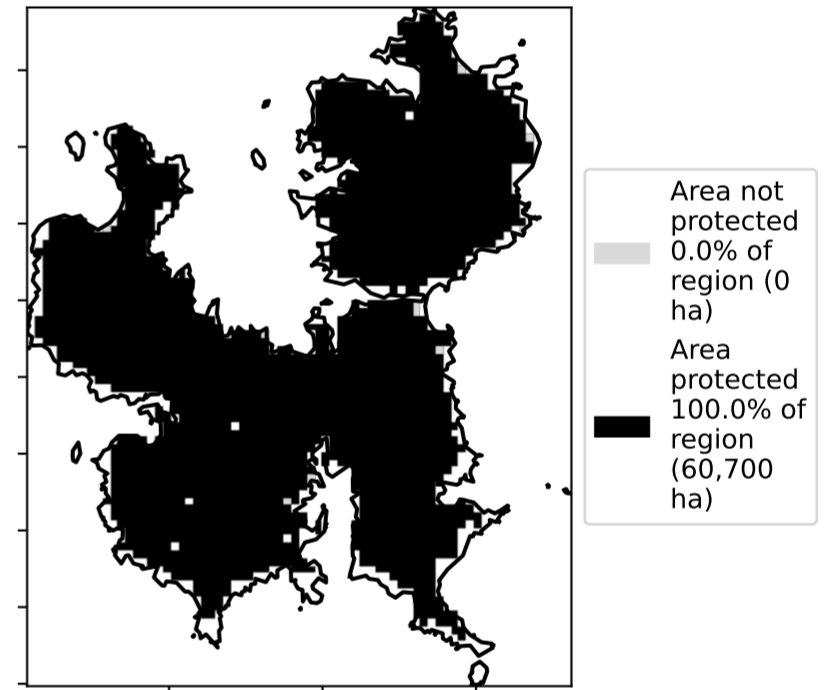 Area not
protected
0.0% of
region (0
ha)
Area
protected
100.0% of
region
(60,700
ha)